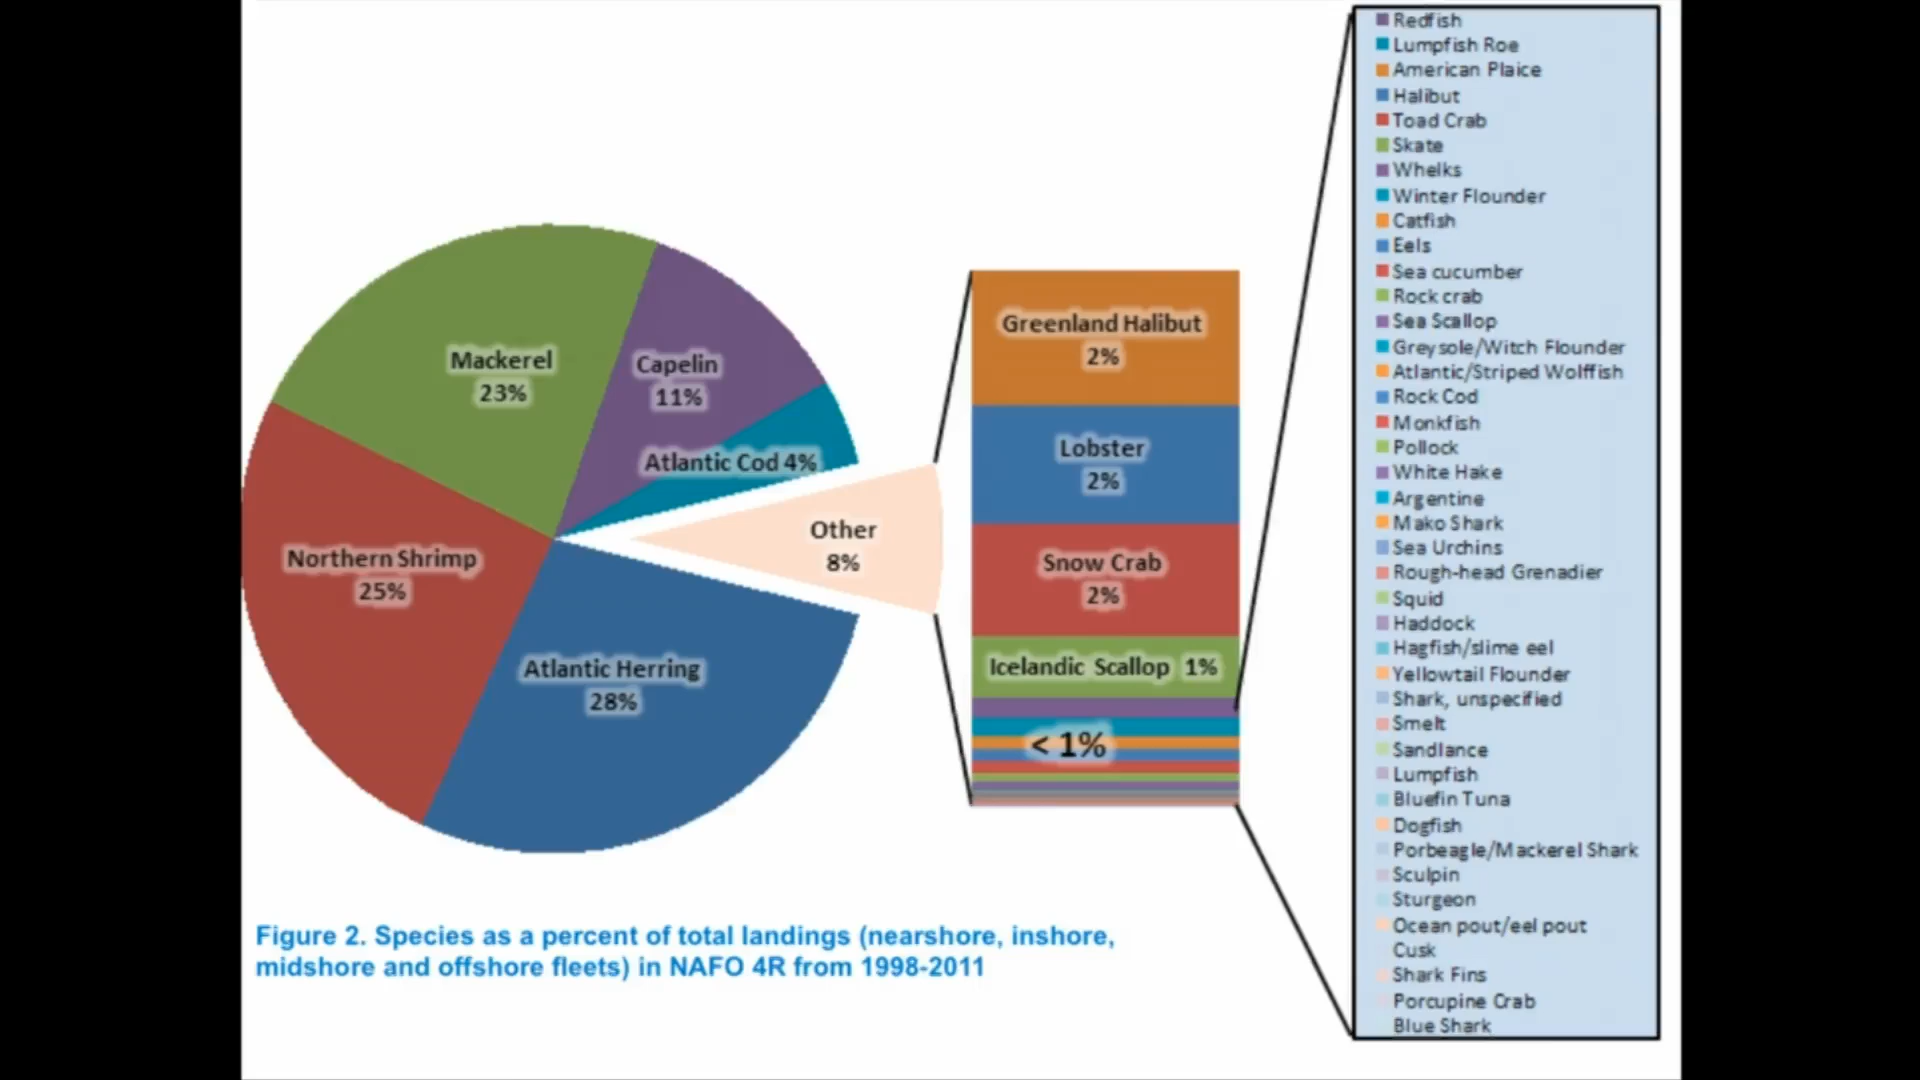 Mackerel
23%
Capelin
11%
Atlantic Cod 4%
Other
8%
Northern Shrimp
25%
Atlantic Herring
28%
Greenland Halibut
2%
Lobster
2%
Snow Crab
2%
Icelandic Scallop 1%
< 1%
Redfish
Lumpfish Roe
American Plaice
Halibut
Toad Crab
Skate
Whelks
Winter Flounder
Catfish
Eels
Sea cucumber
Rock crab
Sea Scallop
Greysole/Witch Flounder
Atlantic/Striped Wolffish
Rock Cod
Monkfish
Pollock
White Hake
Argentine
Mako Shark
Sea Urchins
Rough-head Grenadier
Squid
Haddock
Hagfish/slime eel
Yellowtail Flounder
Shark, unspecified
Smelt
Sandlance
Lumpfish
Bluefin Tuna
Dogfish
Porbeagle/Mackerel Shark
Sculpin
Sturgeon
Ocean pout/eel pout
Cusk
Shark Fins
Porcupine Crab
Blue Shark
Figure 2. Species as a percent of total landings (nearshore, inshore,
midshore and offshore fleets) in NAFO 4R from 1998-2011